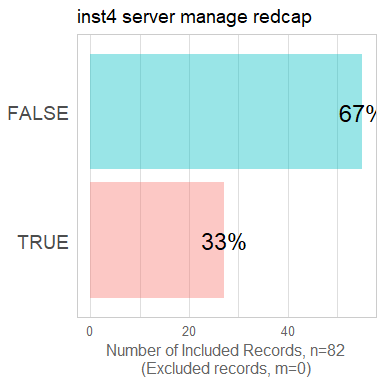 inst4 server manage redcap
FALSE
67%
TRUE
33%
0 20 40
Number of Included Records, n=82
(Excluded records, m=0)